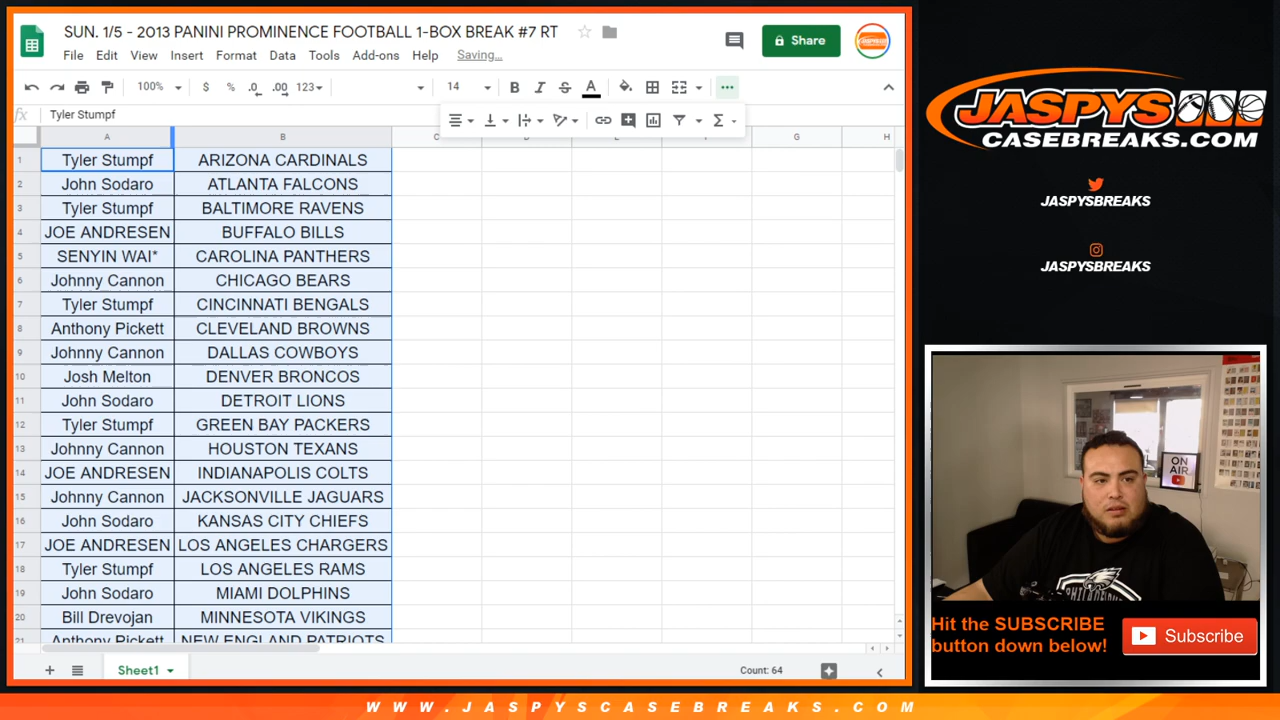 SUN. 1/5 - 2013 PANINI PROMINENCE FOOTBALL 1-BOX BREAK #7 RT
Share
File Edit View Insert Format Data Tools Add-ons Help Saving...
100% $ % .0 .00 123 14 B I S A
fx Tyler Stumpf
A B C D E F G H
1 Tyler Stumpf ARIZONA CARDINALS
2 John Sodaro ATLANTA FALCONS
3 Tyler Stumpf BALTIMORE RAVENS
4 JOE ANDRESEN BUFFALO BILLS
5 SENYIN WAI* CAROLINA PANTHERS
6 Johnny Cannon CHICAGO BEARS
7 Tyler Stumpf CINCINNATI BENGALS
8 Anthony Pickett CLEVELAND BROWNS
9 Johnny Cannon DALLAS COWBOYS
10 Josh Melton DENVER BRONCOS
11 John Sodaro DETROIT LIONS
12 Tyler Stumpf GREEN BAY PACKERS
13 Johnny Cannon HOUSTON TEXANS
14 JOE ANDRESEN INDIANAPOLIS COLTS
15 Johnny Cannon JACKSONVILLE JAGUARS
16 John Sodaro KANSAS CITY CHIEFS
17 JOE ANDRESEN LOS ANGELES CHARGERS
18 Tyler Stumpf LOS ANGELES RAMS
19 John Sodaro MIAMI DOLPHINS
20 Bill Drevojan MINNESOTA VIKINGS
21 Anthony Pickett NEW ENGLAND PATRIOTS
Sheet1 Count: 64
JASPYS
CASEBREAKS.COM
JASPYSBREAKS
JASPYSBREAKS
ON
AIR
PHILADELPHIA
Hit the SUBSCRIBE
button down below!
Subscribe
WWW.JASPYSCASEBREAKS.COM